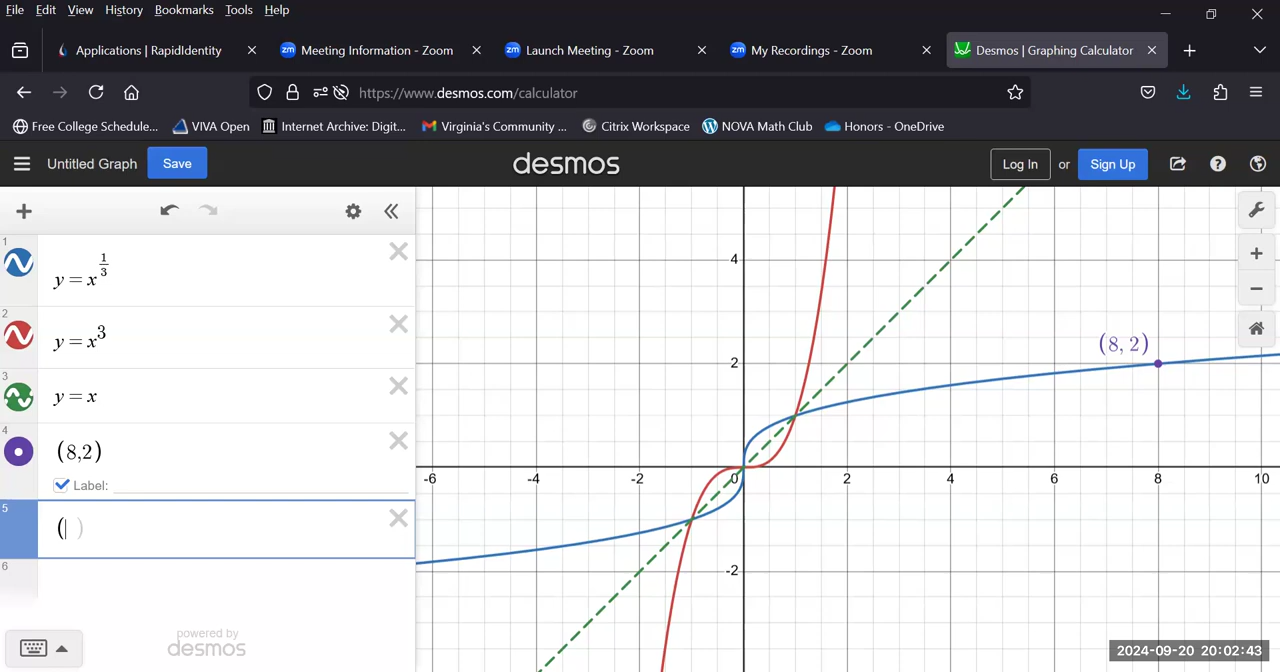 File Edit View History Bookmarks Tools Help
Applications | RapidIdentity
Meeting Information - Zoom
Launch Meeting - Zoom
My Recordings - Zoom
Desmos | Graphing Calculator
https://www.desmos.com/calculator
Free College Schedule...
VIVA Open
Internet Archive: Digit...
Virginia's Community ...
Citrix Workspace
NOVA Math Club
Honors - OneDrive
Untitled Graph
Save
desmos
Log In or Sign Up
1
y = x^(1/3)
2
y = x^3
3
y = x
4
(8,2)
Label:
5
( )
6
powered by
desmos
4
2
(8, 2)
-6 -4 -2 0 2 4 6 8 10
-2
2024-09-20 20:02:43